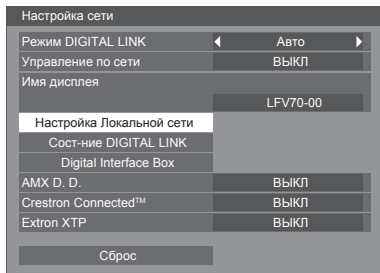 Настройка сети
Режим DIGITAL LINK Авто
Управление по сети ВЫКЛ
Имя дисплея
LFV70-00
Настройка Локальной сети
Сост-ние DIGITAL LINK
Digital Interface Box
AMX D. D. ВЫКЛ
Crestron Connected™ ВЫКЛ
Extron XTP ВЫКЛ
Сброс